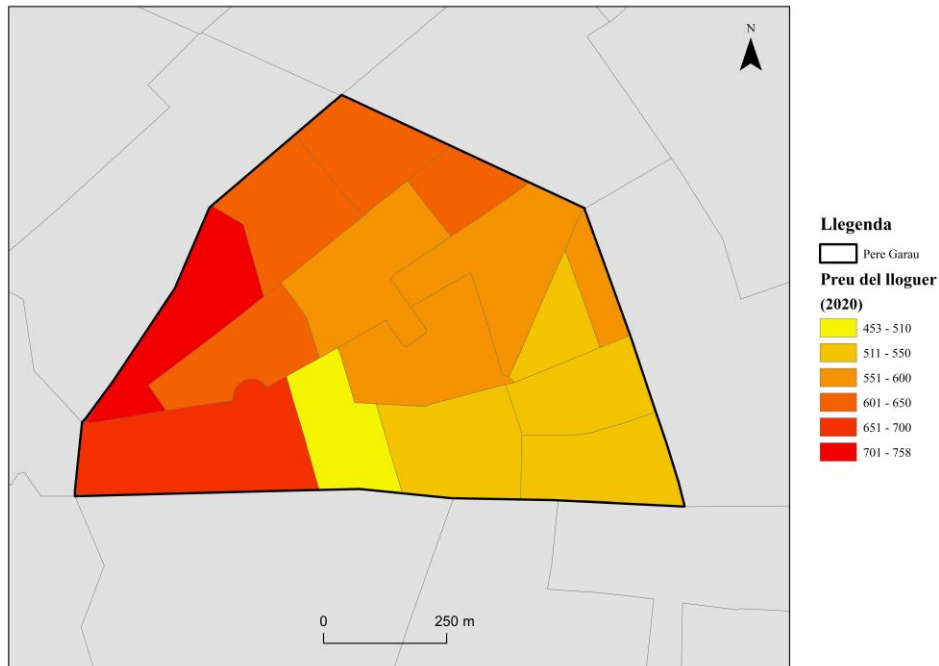 N
Llegenda
Pere Garau
Preu del lloguer
(2020)
453 - 510
511 - 550
551 - 600
601 - 650
651 - 700
701 - 758
0 250 m